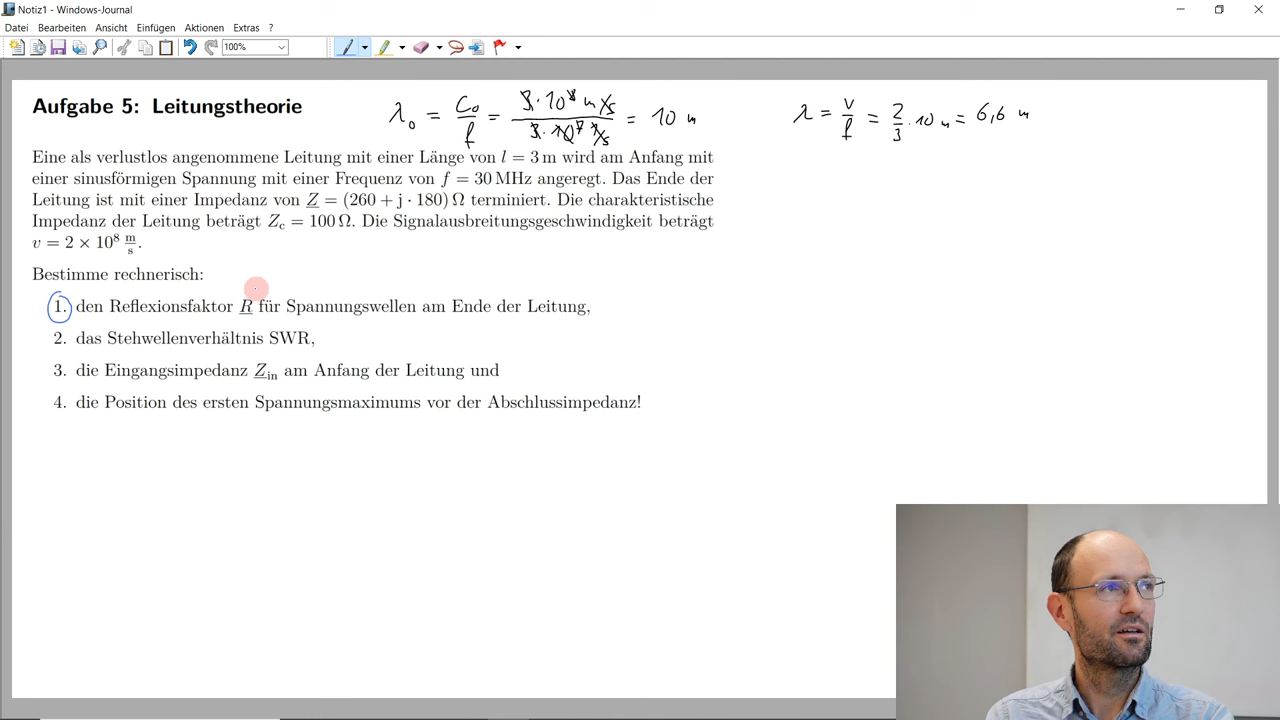 Notiz1 - Windows-Journal
Datei Bearbeiten Ansicht Einfügen Aktionen Extras ?
100%
Aufgabe 5: Leitungstheorie
λ₀ = c₀/f = 3·10⁸ m/s / 3·10⁷ 1/s = 10 m
λ = v/f = 2/3 · 10 m = 6,6 m
Eine als verlustlos angenommene Leitung mit einer Länge von l = 3 m wird am Anfang mit
einer sinusförmigen Spannung mit einer Frequenz von f = 30 MHz angeregt. Das Ende der
Leitung ist mit einer Impedanz von Z = (260 + j · 180) Ω terminiert. Die charakteristische
Impedanz der Leitung beträgt Zc = 100 Ω. Die Signalausbreitungsgeschwindigkeit beträgt
v = 2 × 10⁸ m/s.
Bestimme rechnerisch:
1. den Reflexionsfaktor R für Spannungswellen am Ende der Leitung,
2. das Stehwellenverhältnis SWR,
3. die Eingangsimpedanz Zin am Anfang der Leitung und
4. die Position des ersten Spannungsmaximums vor der Abschlussimpedanz!